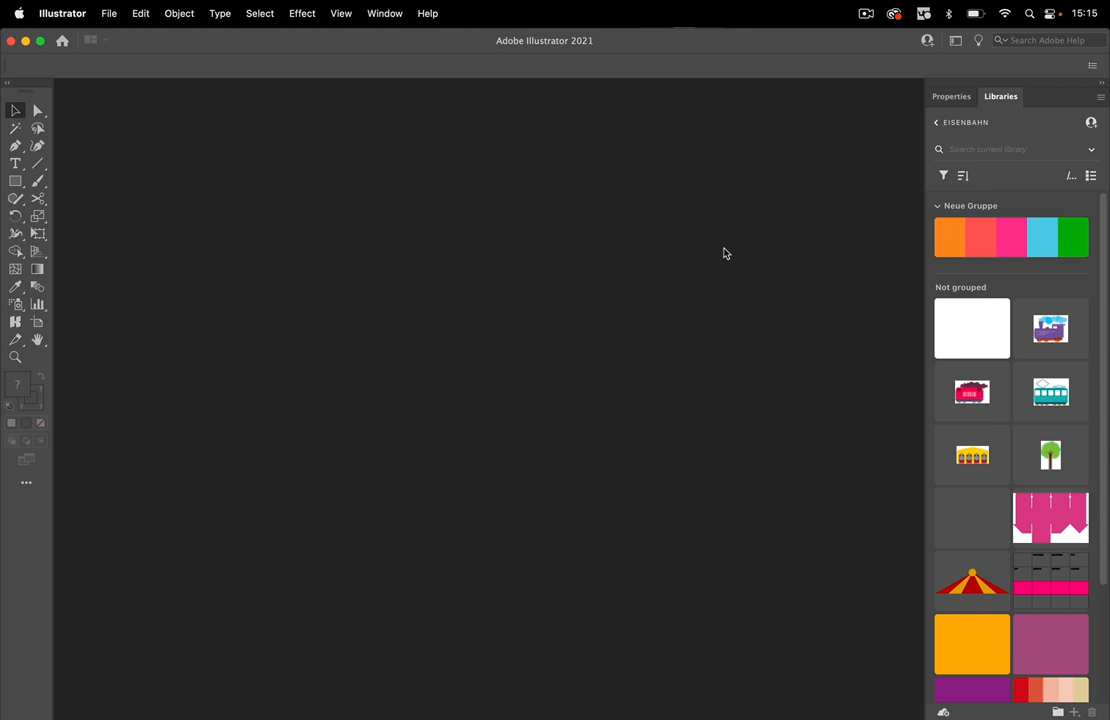 Illustrator File Edit Object Type Select Effect View Window Help 15:15
Adobe Illustrator 2021 Search Adobe Help
Properties Libraries
EISENBAHN
Search current library
Neue Gruppe
Not grouped